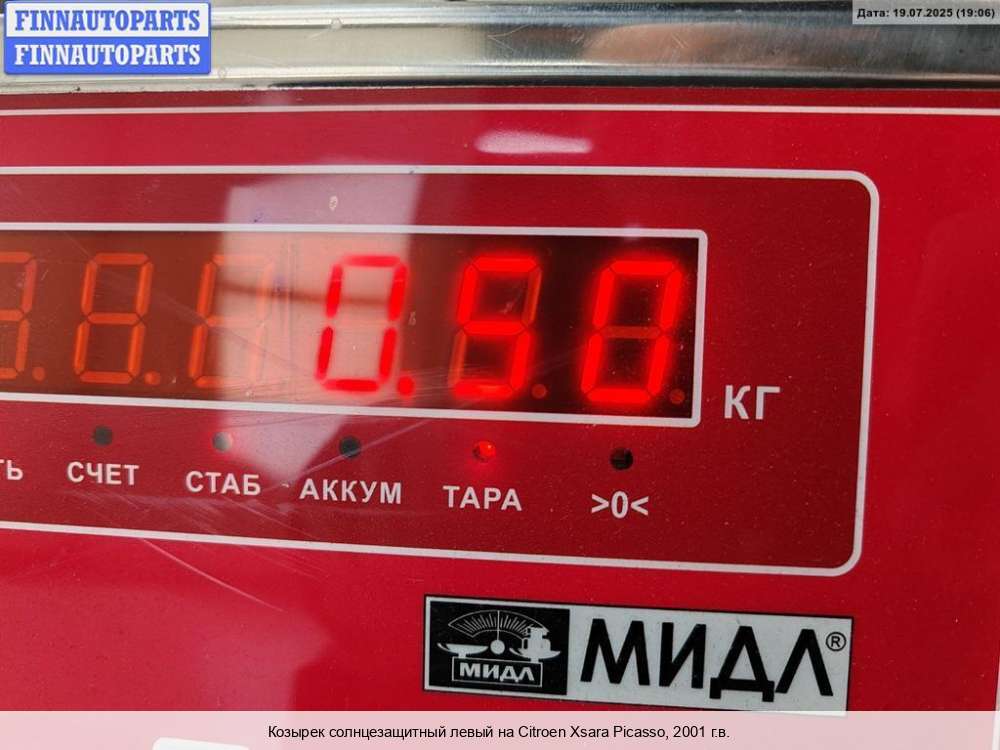 FINNAUTOPARTS
FINNAUTOPARTS
Дата: 19.07.2025 (19:06)
0.50
КГ
СЧЕТ
СТАБ
АККУМ
ТАРА
>0<
МИДЛ
МИДЛ®
Козырек солнцезащитный левый на Citroen Xsara Picasso, 2001 г.в.